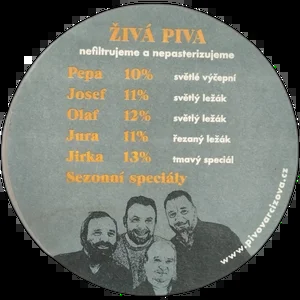 ŽIVÁ PIVA
nefiltrujeme a nepasterizujeme
Pepa 10% světlé výčepní
Josef 11% světlý ležák
Olaf 12% světlý ležák
Jura 11% řezaný ležák
Jirka 13% tmavý speciál
Sezonní speciály
www.pivovarcizova.cz